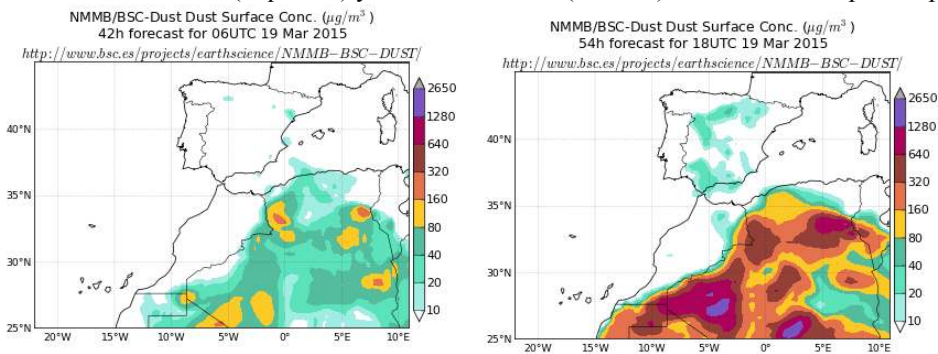 NMMB/BSC-Dust Dust Surface Conc. (μg/m³)
42h forecast for 06UTC 19 Mar 2015
http://www.bsc.es/projects/earthscience/NMMB−BSC−DUST/
2650
1280
640
320
160
80
40
20
10
40°N
35°N
30°N
25°N
20°W
15°W
10°W
5°W
0°
5°E
10°E
NMMB/BSC-Dust Dust Surface Conc. (μg/m³)
54h forecast for 18UTC 19 Mar 2015
http://www.bsc.es/projects/earthscience/NMMB−BSC−DUST/
2650
1280
640
320
160
80
40
20
10
40°N
35°N
30°N
25°N
20°W
15°W
10°W
5°W
0°
5°E
10°E